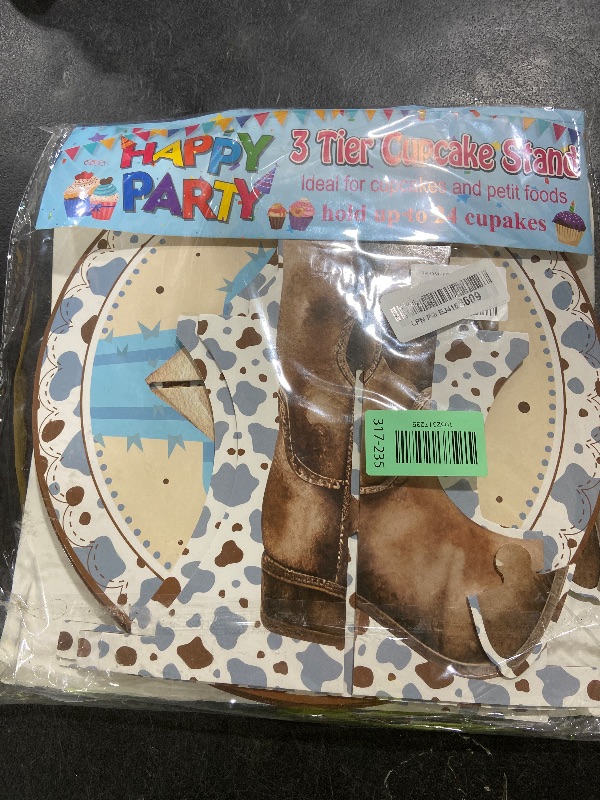 HAPPY
PARTY
3 Tier Cupcake Stand
Ideal for cupcakes and petit foods
hold up to 24 cupakes
317-235